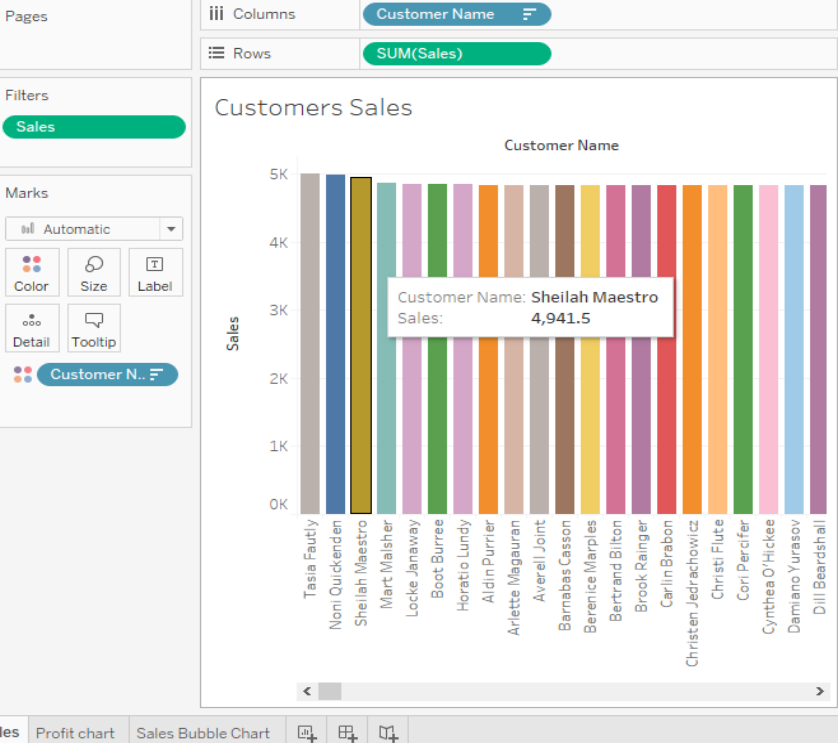 Pages
Columns
Customer Name
Rows
SUM(Sales)
Filters
Sales
Marks
Automatic
Color
Size
Label
Detail
Tooltip
Customer N..
Customers Sales
Customer Name
Sales
5K
4K
3K
2K
1K
0K
Customer Name: Sheilah Maestro
Sales: 4,941.5
Tasia Fautly
Noni Quickenden
Sheilah Maestro
Mart Malsher
Locke Janaway
Boot Burree
Horatio Lundy
Aldin Purrier
Arlette Magauran
Averell Joint
Barnabas Casson
Berenice Marples
Bertrand Bilton
Brook Rainger
Carlin Brabon
Christen Jedrachowicz
Christi Flute
Cori Percifer
Cynthea O'Hickee
Damiano Yurasov
Dill Beardshall
les
Profit chart
Sales Bubble Chart